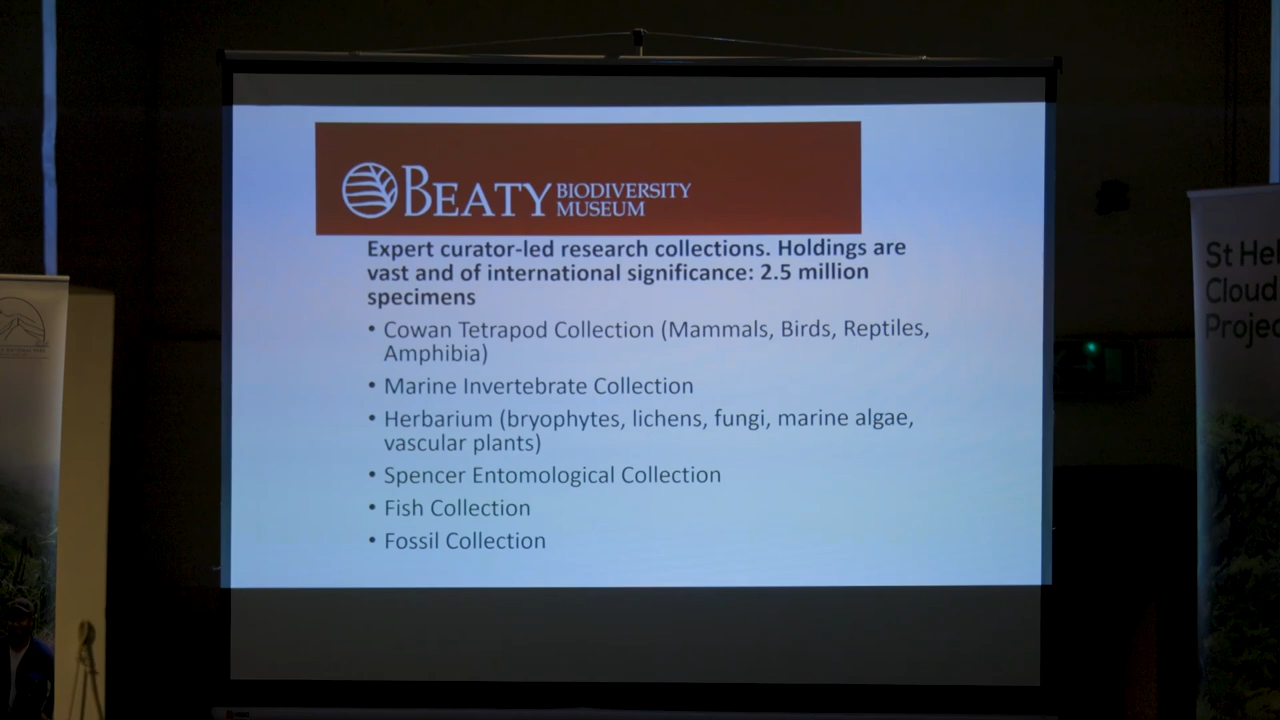 BEATY BIODIVERSITY
MUSEUM
Expert curator-led research collections. Holdings are
vast and of international significance: 2.5 million
specimens
• Cowan Tetrapod Collection (Mammals, Birds, Reptiles,
Amphibia)
• Marine Invertebrate Collection
• Herbarium (bryophytes, lichens, fungi, marine algae,
vascular plants)
• Spencer Entomological Collection
• Fish Collection
• Fossil Collection
St Hel
Cloud
Projec